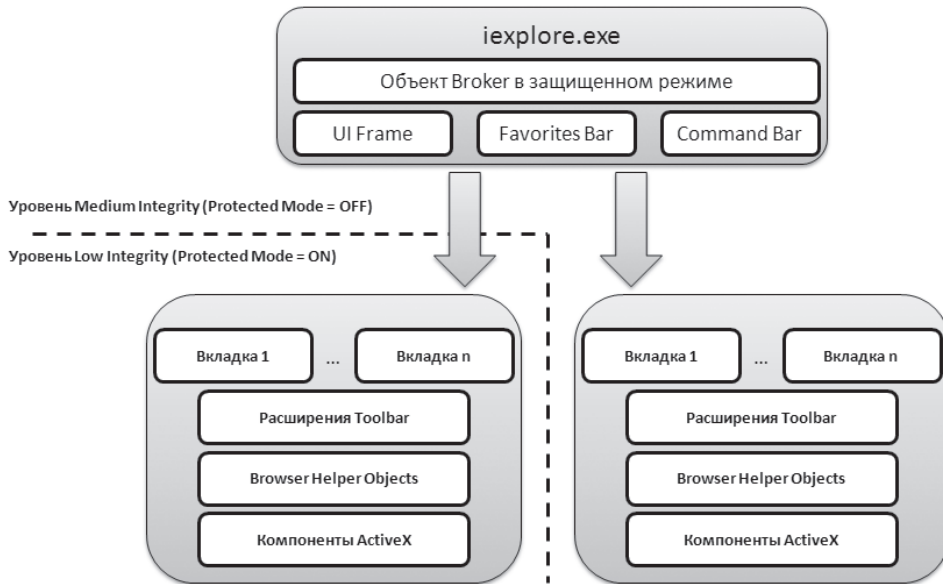 iexplore.exe
Объект Broker в защищенном режиме
UI Frame
Favorites Bar
Command Bar
Уровень Medium Integrity (Protected Mode = OFF)
Уровень Low Integrity (Protected Mode = ON)
Вкладка 1
...
Вкладка n
Расширения Toolbar
Browser Helper Objects
Компоненты ActiveX
Вкладка 1
...
Вкладка n
Расширения Toolbar
Browser Helper Objects
Компоненты ActiveX